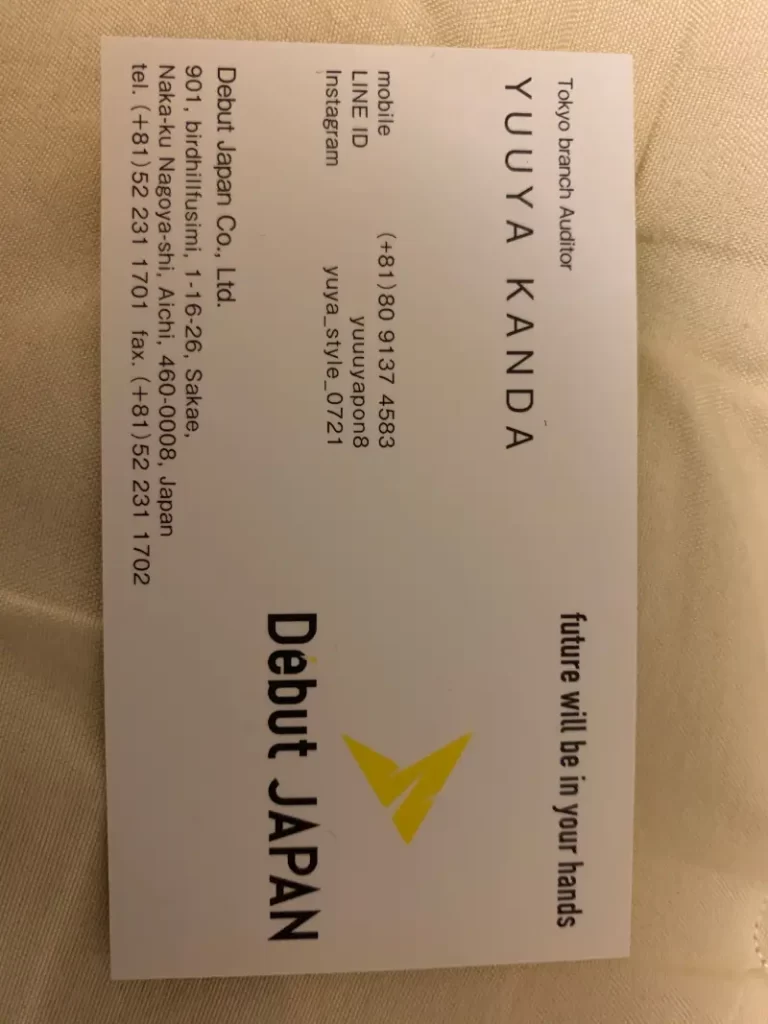 Tokyo branch Auditor
YUUYA KANDA
mobile (+81)80 9137 4583
LINE ID yuuuyapon8
Instagram yuya_style_0721
Debut Japan Co., Ltd.
901, birdhillfusimi, 1-16-26, Sakae,
Naka-ku Nagoya-shi, Aichi, 460-0008, Japan
tel. (+81)52 231 1701 fax. (+81)52 231 1702
future will be in your hands
Debut JAPAN